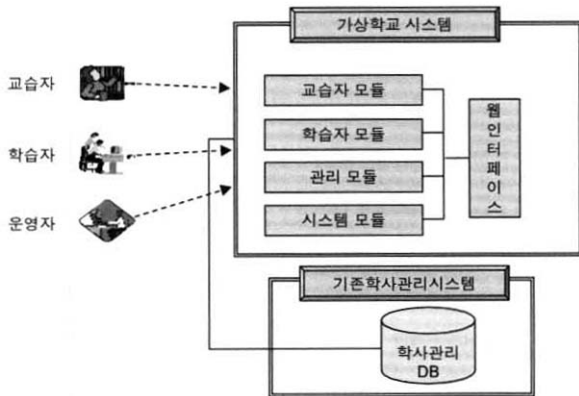 가상학교 시스템
교습자
학습자
운영자
교습자 모듈
학습자 모듈
관리 모듈
시스템 모듈
웹
인
터
페
이
스
기존학사관리시스템
학사관리
DB